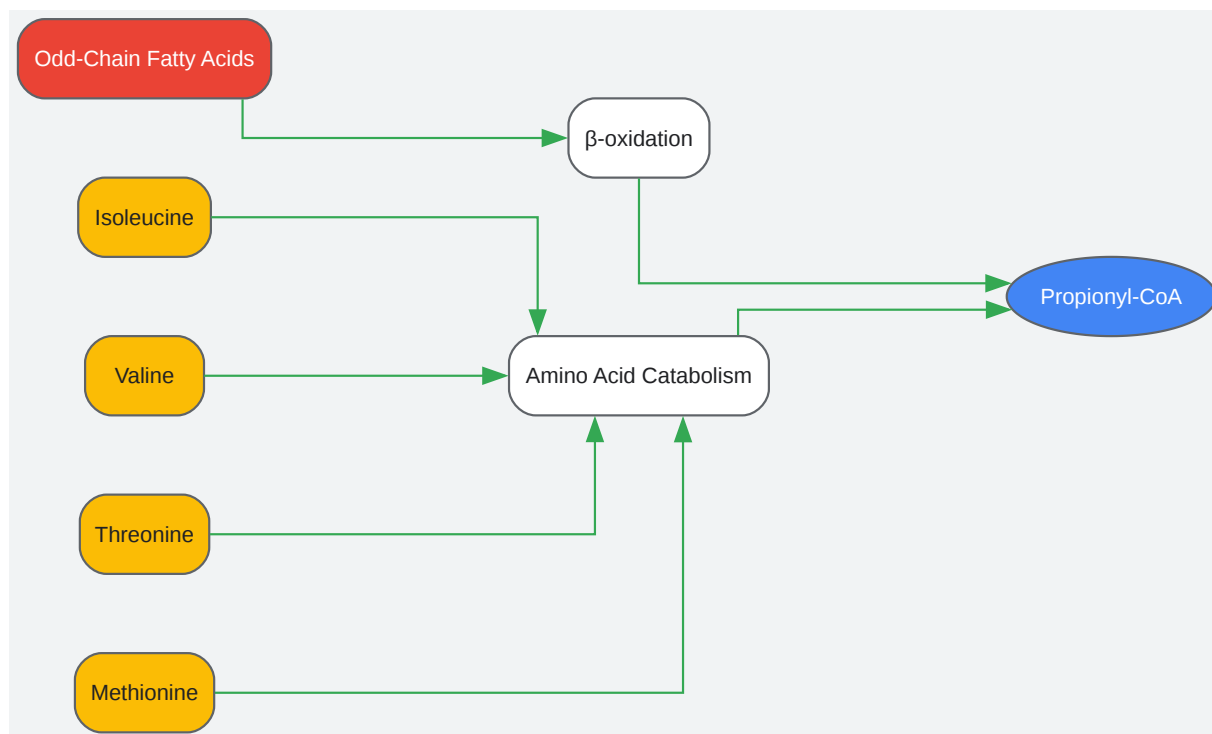 Odd-Chain Fatty Acids
β-oxidation
Isoleucine
Propionyl-CoA
Valine
Amino Acid Catabolism
Threonine
Methionine